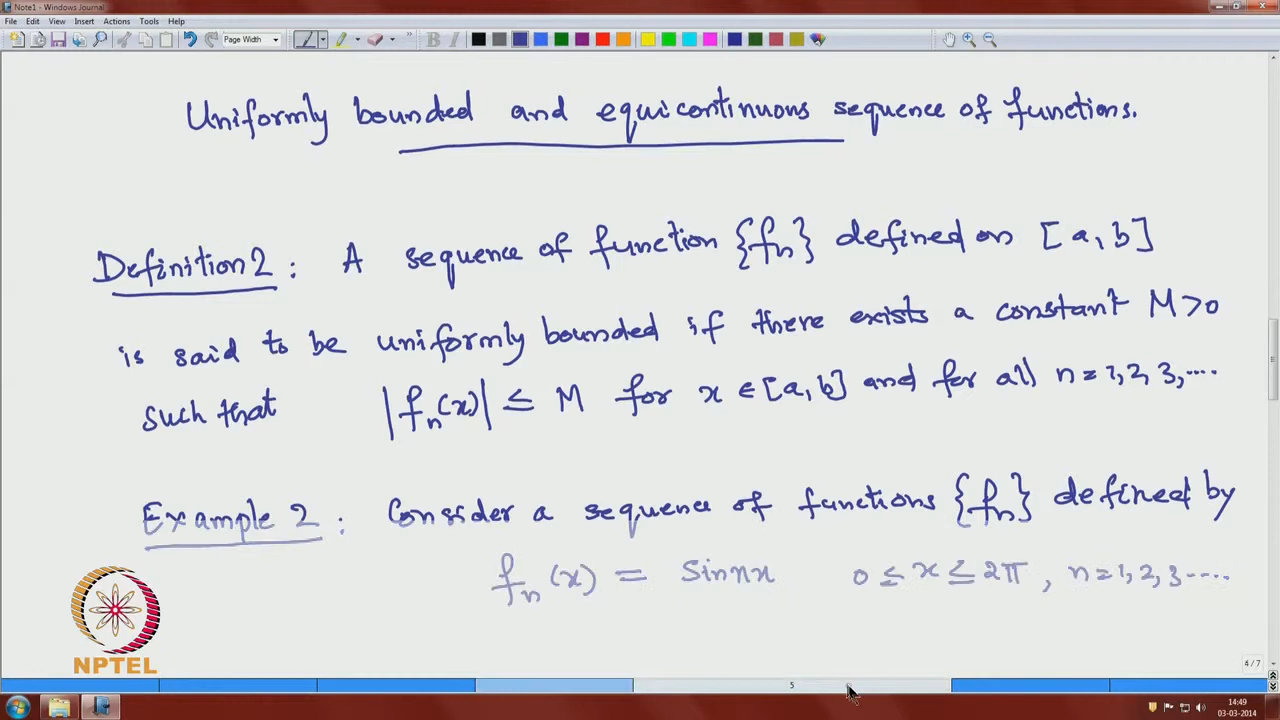 Note1 - Windows Journal
File Edit View Insert Actions Tools Help
Page Width
Uniformly bounded and equicontinuous sequence of functions.
Definition 2 : A sequence of function {fn} defined on [a, b]
is said to be uniformly bounded if there exists a constant M>0
such that |fn(x)| ≤ M for x ∈ [a, b] and for all n = 1, 2, 3, ....
Example 2 : Consider a sequence of functions {fn} defined by
fn(x) = Sin nx 0 ≤ x ≤ 2π , n = 1, 2, 3 ....
NPTEL
4 / 7
5
14:49
03-03-2014